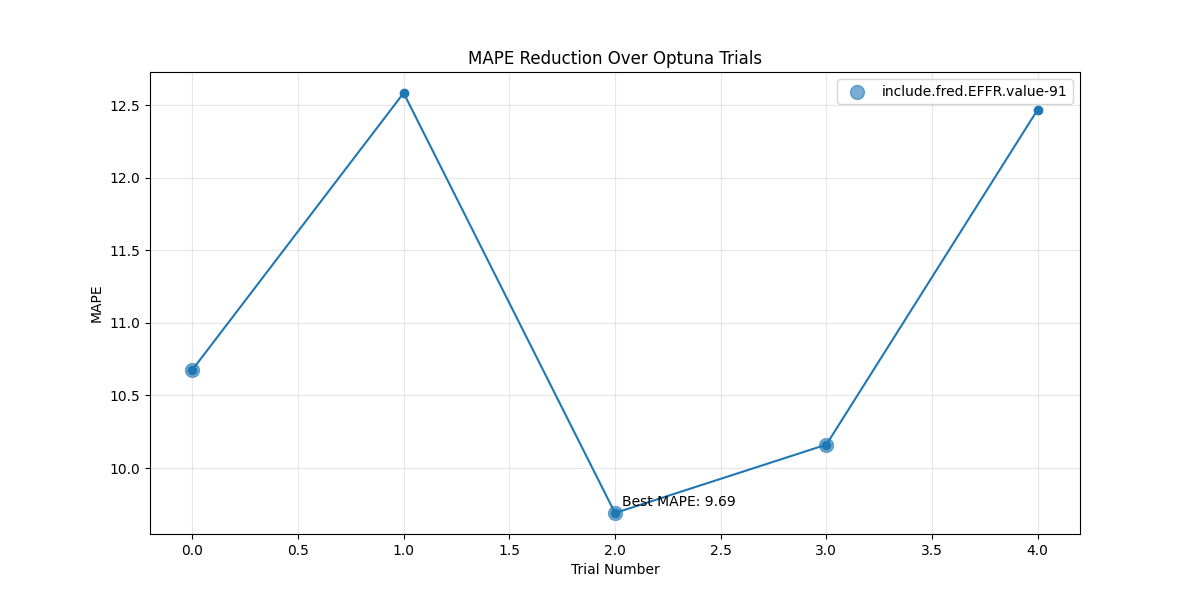 MAPE Reduction Over Optuna Trials
include.fred.EFFR.value-91
12.5
12.0
11.5
11.0
10.5
10.0
MAPE
Best MAPE: 9.69
0.0 0.5 1.0 1.5 2.0 2.5 3.0 3.5 4.0
Trial Number